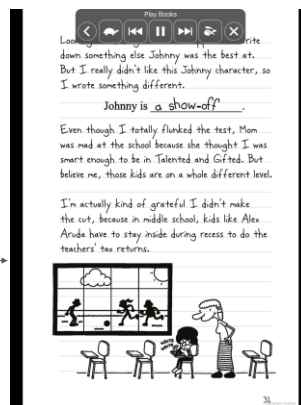 Play Books
write
down something else Johnny was the best at.
But I really didn't like this Johnny character, so
I wrote something different.
Johnny is a show-off.
Even though I totally flunked the test, Mom
was mad at the school because she thought I was
smart enough to be in Talented and Gifted. But
believe me, those kids are on a whole different level.
I'm actually kind of grateful I didn't make
the cut, because in middle school, kids like Alex
Aruda have to stay inside during recess to do the
teachers' tax returns.
WRITE
WRITE
31